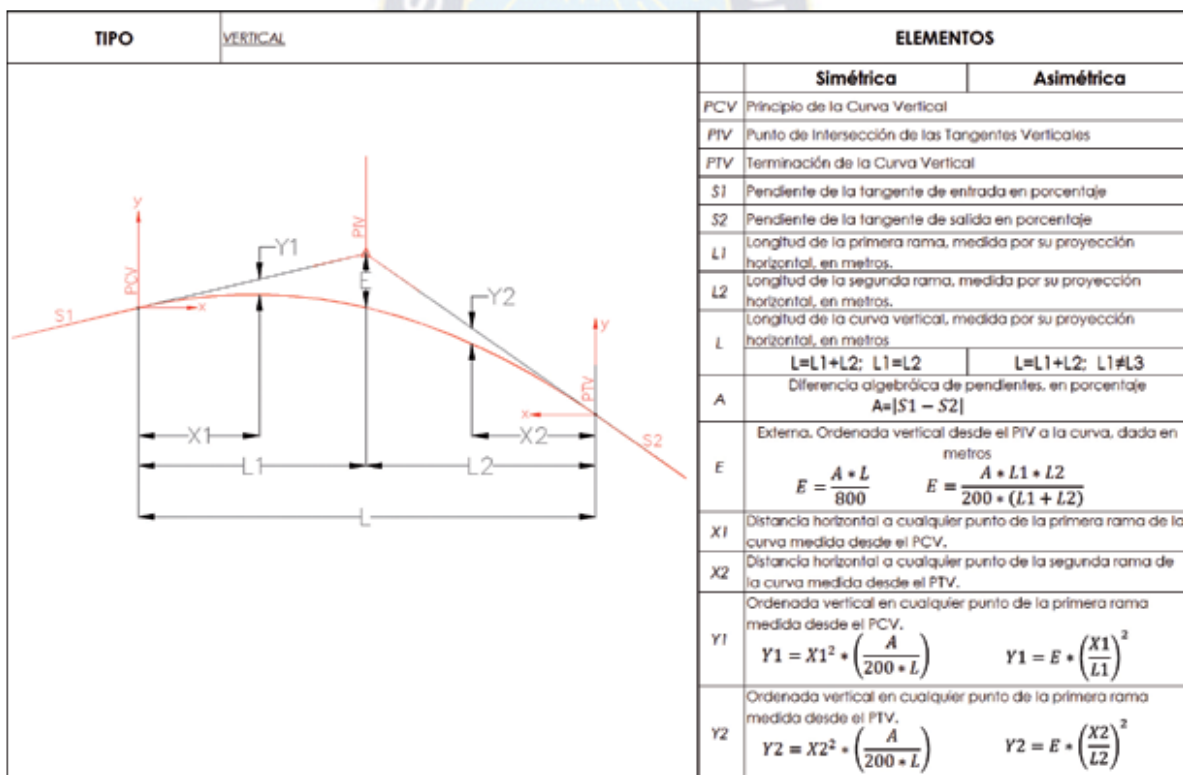 TIPO
VERTICAL
ELEMENTOS
Simétrica
Asimétrica
PCV Principio de la Curva Vertical
PIV Punto de Intersección de las Tangentes Verticales
PTV Terminación de la Curva Vertical
S1 Pendiente de la tangente de entrada en porcentaje
S2 Pendiente de la tangente de salida en porcentaje
L1 Longitud de la primera rama, medida por su proyección
horizontal, en metros.
L2 Longitud de la segunda rama, medida por su proyección
horizontal, en metros.
L Longitud de la curva vertical, medida por su proyección
horizontal, en metros
L=L1+L2; L1=L2
L=L1+L2; L1≠L3
A Diferencia algebráica de pendientes, en porcentaje
A=|S1 − S2|
E Externa. Ordenada vertical desde el PIV a la curva, dada en
metros
E = A * L / 800
E = A * L1 * L2 / 200 * (L1 + L2)
X1 Distancia horizontal a cualquier punto de la primera rama de la
curva medida desde el PCV.
X2 Distancia horizontal a cualquier punto de la segunda rama de
la curva medida desde el PTV.
Y1 Ordenada vertical en cualquier punto de la primera rama
medida desde el PCV.
Y1 = X1² * (A / 200 * L)
Y1 = E * (X1 / L1)²
Y2 Ordenada vertical en cualquier punto de la primera rama
medida desde el PTV.
Y2 = X2² * (A / 200 * L)
Y2 = E * (X2 / L2)²
y
PCV
x
S1
Y1
PIV
E
Y2
y
PTV
x
S2
X1
X2
L1
L2
L